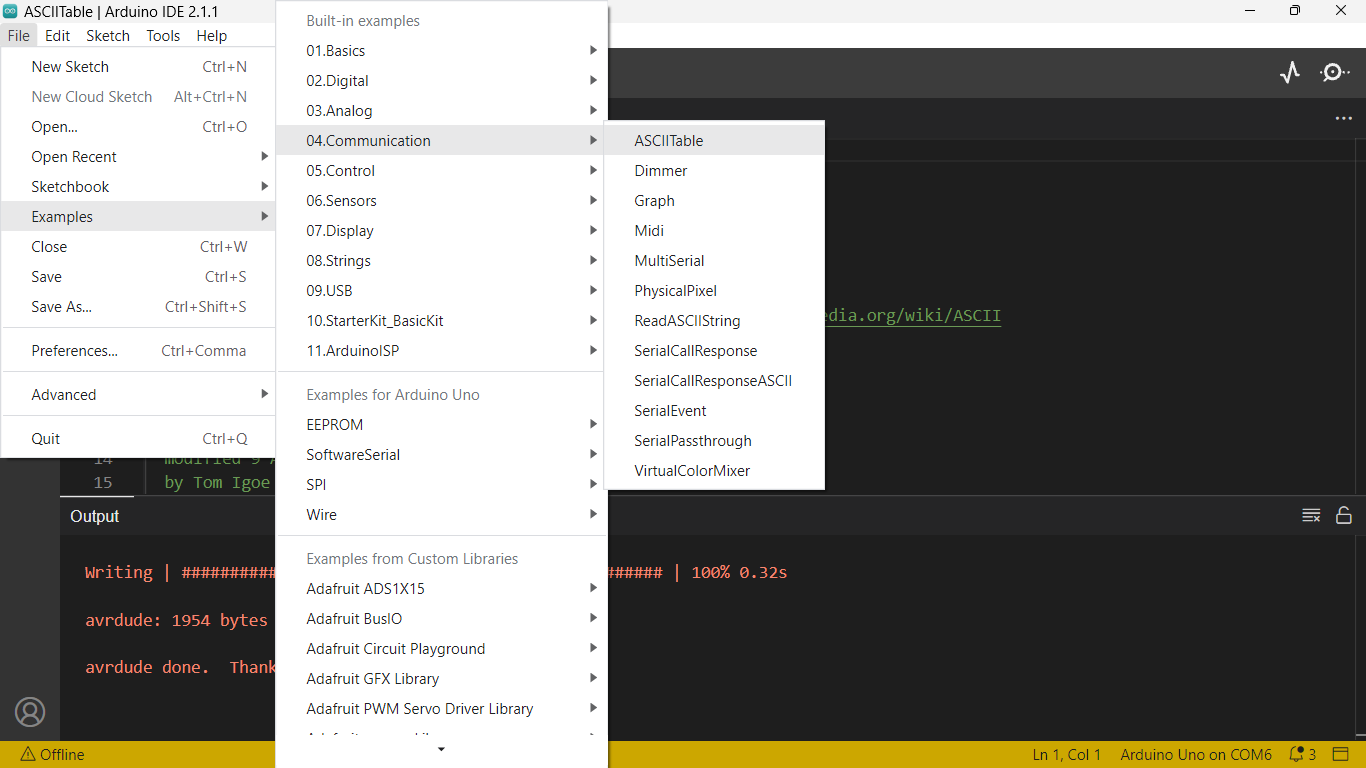 ASCIITable | Arduino IDE 2.1.1
File Edit Sketch Tools Help
New Sketch Ctrl+N
New Cloud Sketch Alt+Ctrl+N
Open... Ctrl+O
Open Recent
Sketchbook
Examples
Close Ctrl+W
Save Ctrl+S
Save As... Ctrl+Shift+S
Preferences... Ctrl+Comma
Advanced
Quit Ctrl+Q
Built-in examples
01.Basics
02.Digital
03.Analog
04.Communication
05.Control
06.Sensors
07.Display
08.Strings
09.USB
10.StarterKit_BasicKit
11.ArduinoISP
Examples for Arduino Uno
EEPROM
SoftwareSerial
SPI
Wire
Examples from Custom Libraries
Adafruit ADS1X15
Adafruit BusIO
Adafruit Circuit Playground
Adafruit GFX Library
Adafruit PWM Servo Driver Library
ASCIITable
Dimmer
Graph
Midi
MultiSerial
PhysicalPixel
ReadASCIIString
SerialCallResponse
SerialCallResponseASCII
SerialEvent
SerialPassthrough
VirtualColorMixer
dia.org/wiki/ASCII
14 modified 9
15 by Tom Igoe
Output
Writing | ########## ###### | 100% 0.32s
avrdude: 1954 bytes
avrdude done. Thank
Offline
Ln 1, Col 1 Arduino Uno on COM6 3